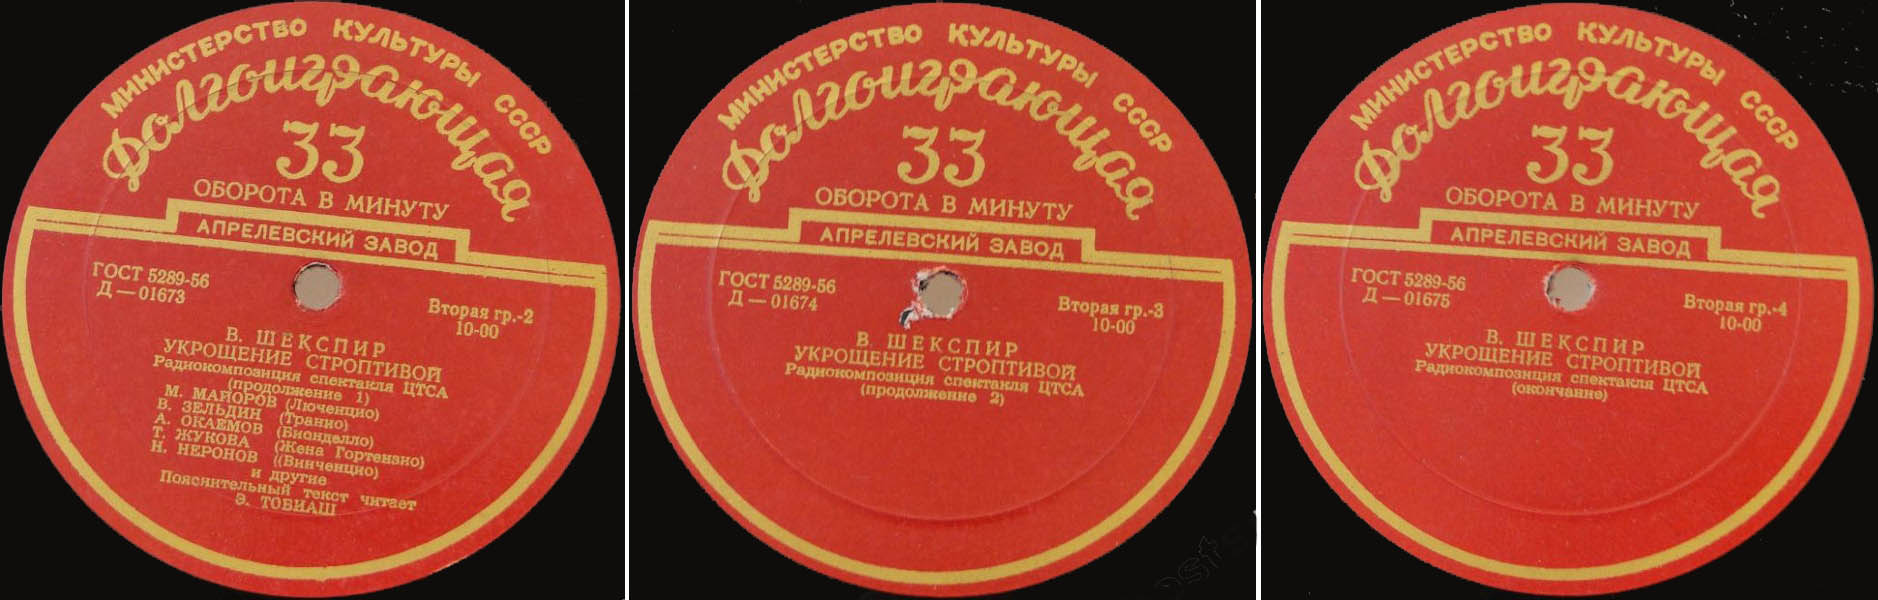 МИНИСТЕРСТВО КУЛЬТУРЫ СССР
Долгоиграющая
33
ОБОРОТА В МИНУТУ
АПРЕЛЕВСКИЙ ЗАВОД
ГОСТ 5289-56
Д — 01673
Вторая гр.-2
10-00
В. ШЕКСПИР
УКРОЩЕНИЕ СТРОПТИВОЙ
Радиокомпозиция спектакля ЦТСА
(продолжение 1)
М. МАЙОРОВ (Люченцио)
В. ЗЕЛЬДИН (Транио)
А. ОКАЕМОВ (Бионделло)
Т. ЖУКОВА (Жена Гортензио)
Н. НЕРОНОВ ((Винченцио)
и другие
Пояснительный текст читает
Э. ТОБИАШ
МИНИСТЕРСТВО КУЛЬТУРЫ СССР
Долгоиграющая
33
ОБОРОТА В МИНУТУ
АПРЕЛЕВСКИЙ ЗАВОД
ГОСТ 5289-56
Д — 01674
Вторая гр.-3
10-00
В. ШЕКСПИР
УКРОЩЕНИЕ СТРОПТИВОЙ
Радиокомпозиция спектакля ЦТСА
(продолжение 2)
МИНИСТЕРСТВО КУЛЬТУРЫ СССР
Долгоиграющая
33
ОБОРОТА В МИНУТУ
АПРЕЛЕВСКИЙ ЗАВОД
ГОСТ 5289-56
Д — 01675
Вторая гр.-4
10-00
В. ШЕКСПИР
УКРОЩЕНИЕ СТРОПТИВОЙ
Радиокомпозиция спектакля ЦТСА
(окончание)